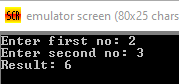 emulator screen (80x25 chars
Enter first no: 2
Enter second no: 3
Result: 6